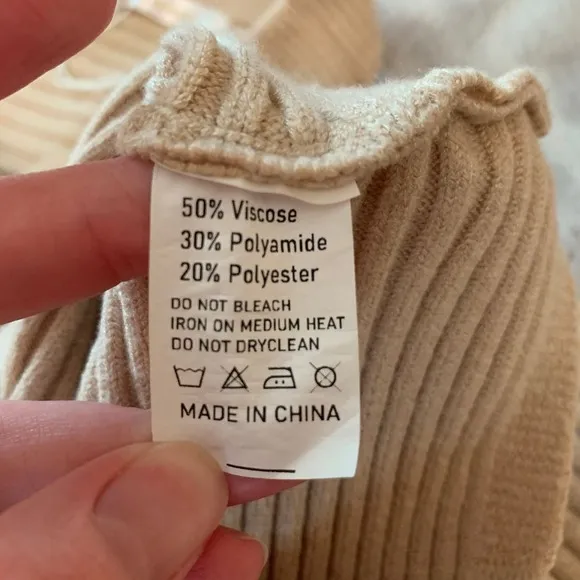 50% Viscose
30% Polyamide
20% Polyester
DO NOT BLEACH
IRON ON MEDIUM HEAT
DO NOT DRYCLEAN
MADE IN CHINA